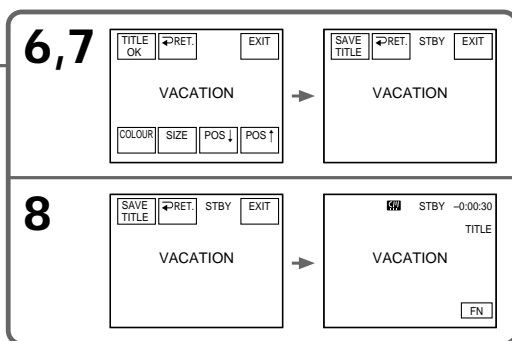 6,7
TITLE OK
RET.
EXIT
VACATION
COLOUR
SIZE
POS↓
POS↑
SAVE TITLE
RET.
STBY
EXIT
VACATION
8
SAVE TITLE
RET.
STBY
EXIT
VACATION
STBY –0:00:30
TITLE
VACATION
FN